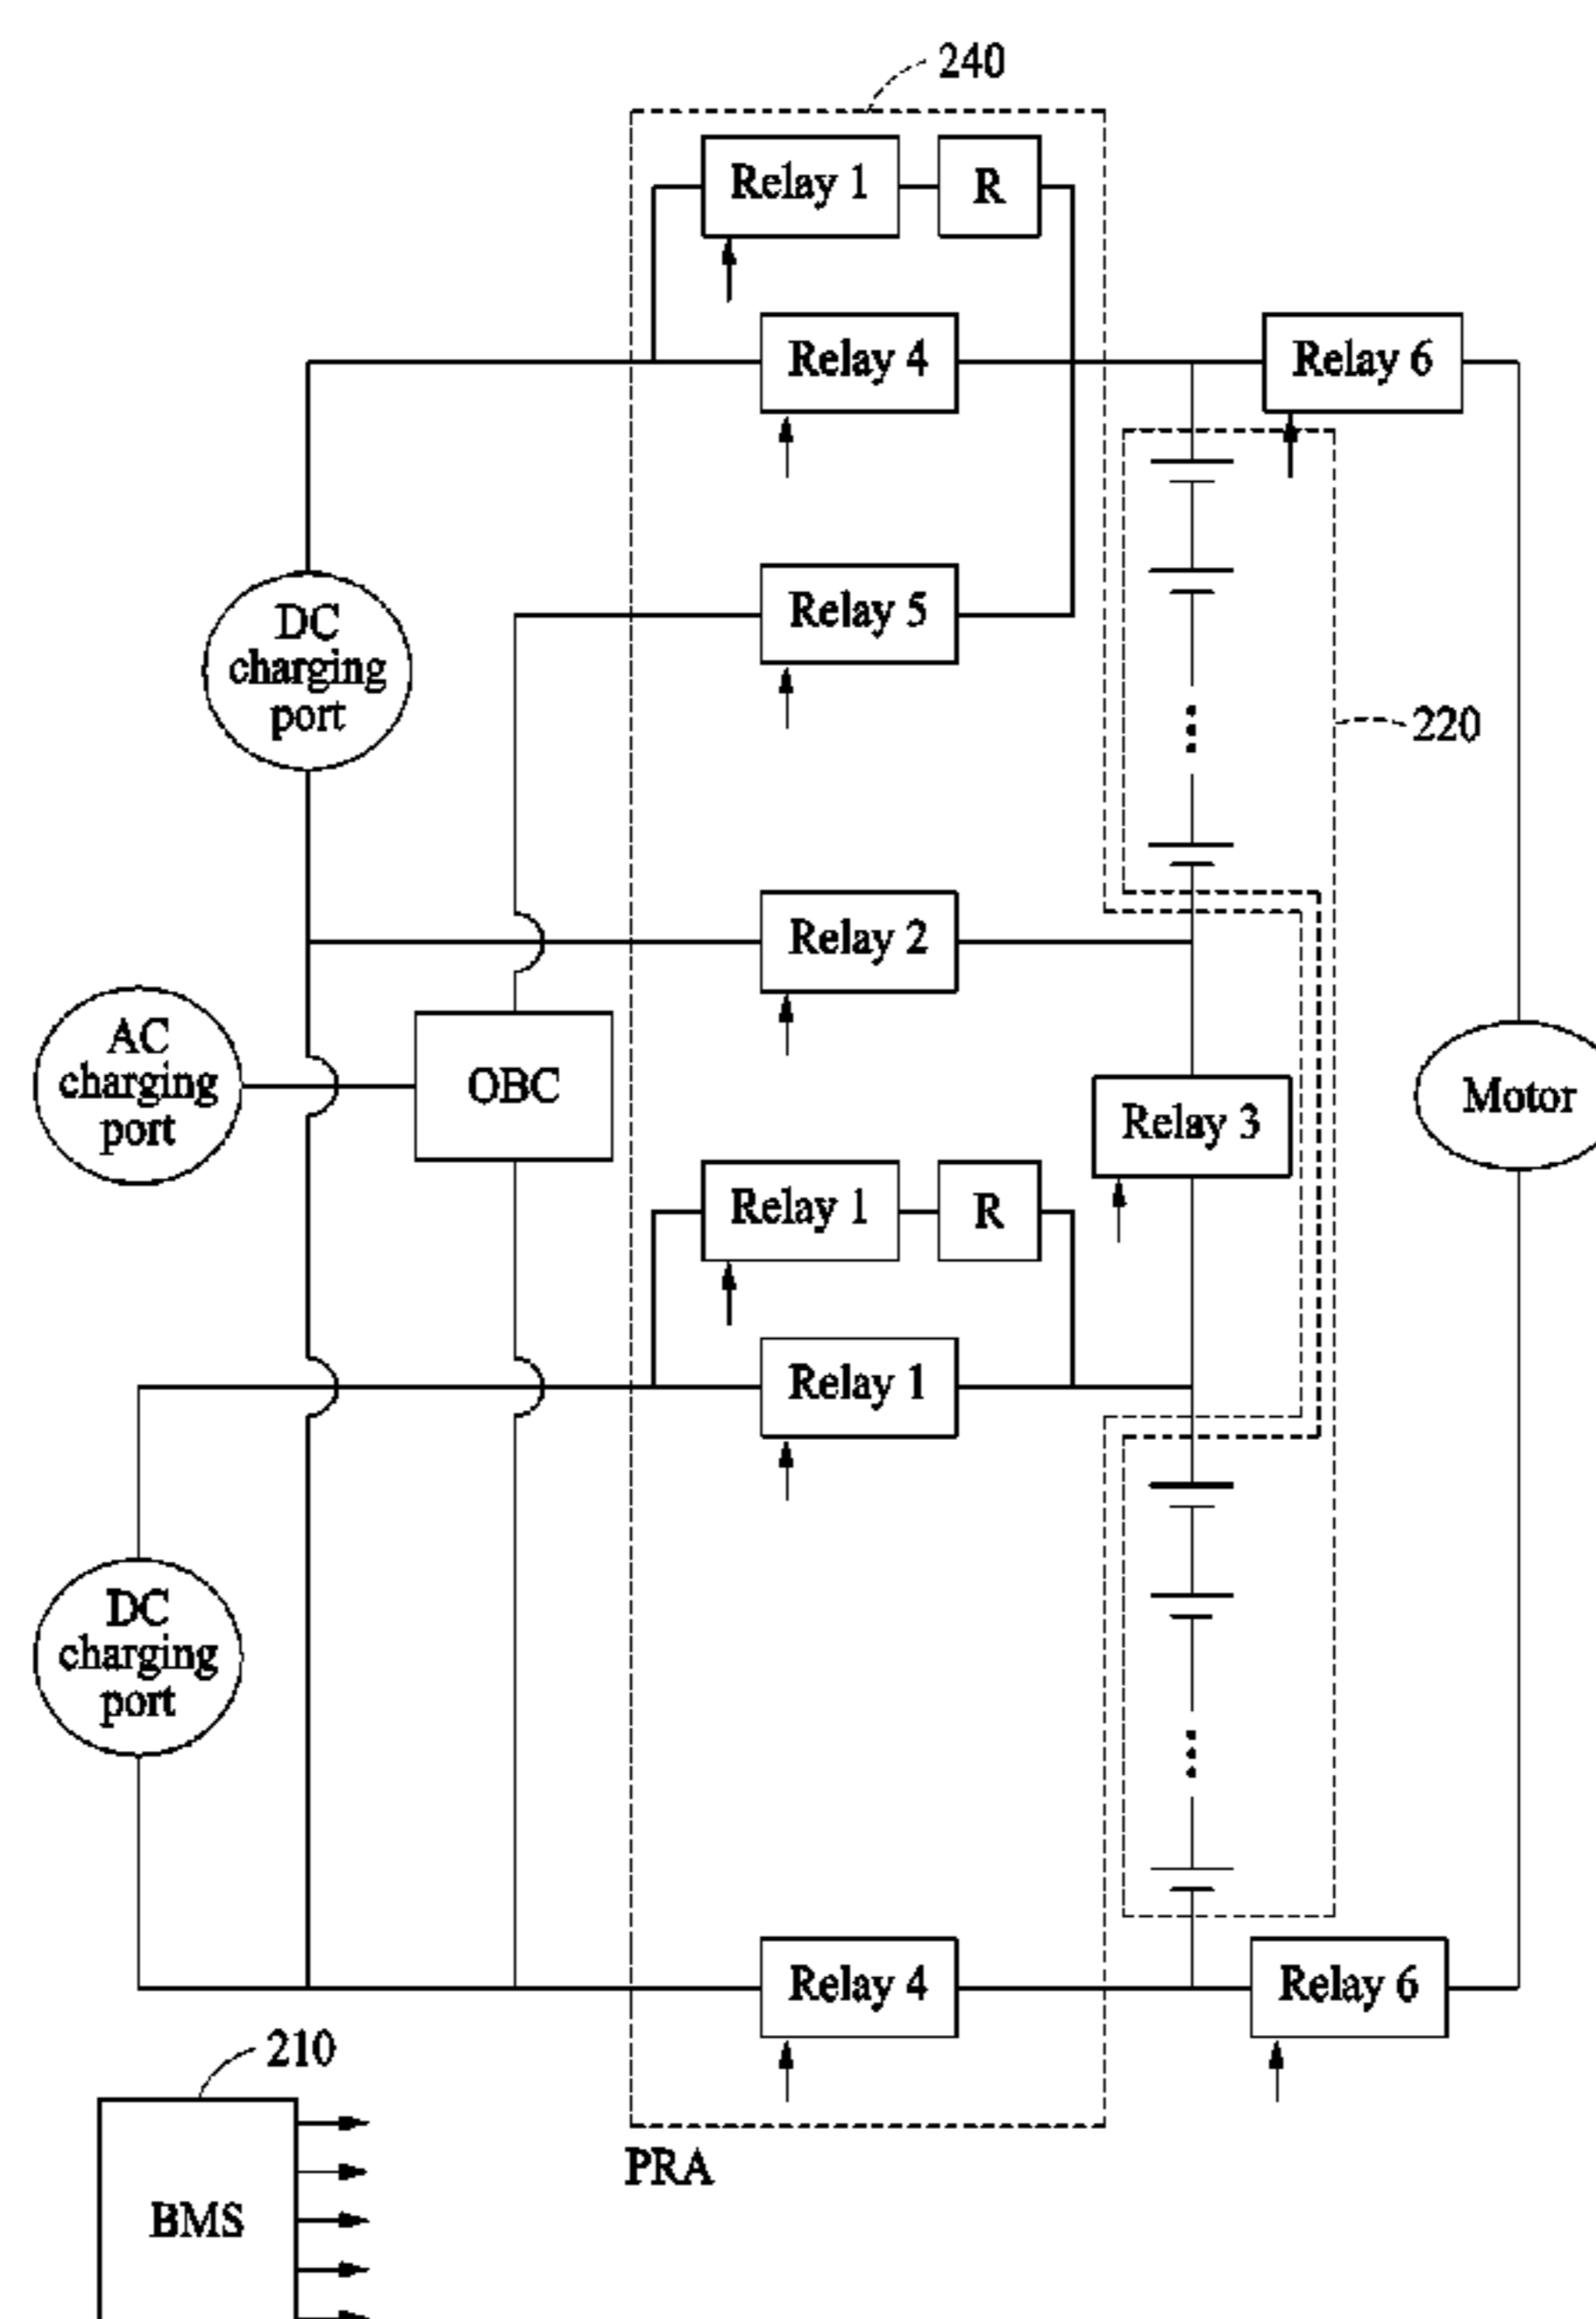 240
Relay 1
R
Relay 4
Relay 6
DC
charging
port
Relay 5
220
Relay 2
AC
charging
port
OBC
Relay 3
Motor
Relay 1
R
Relay 1
DC
charging
port
Relay 4
Relay 6
210
BMS
PRA